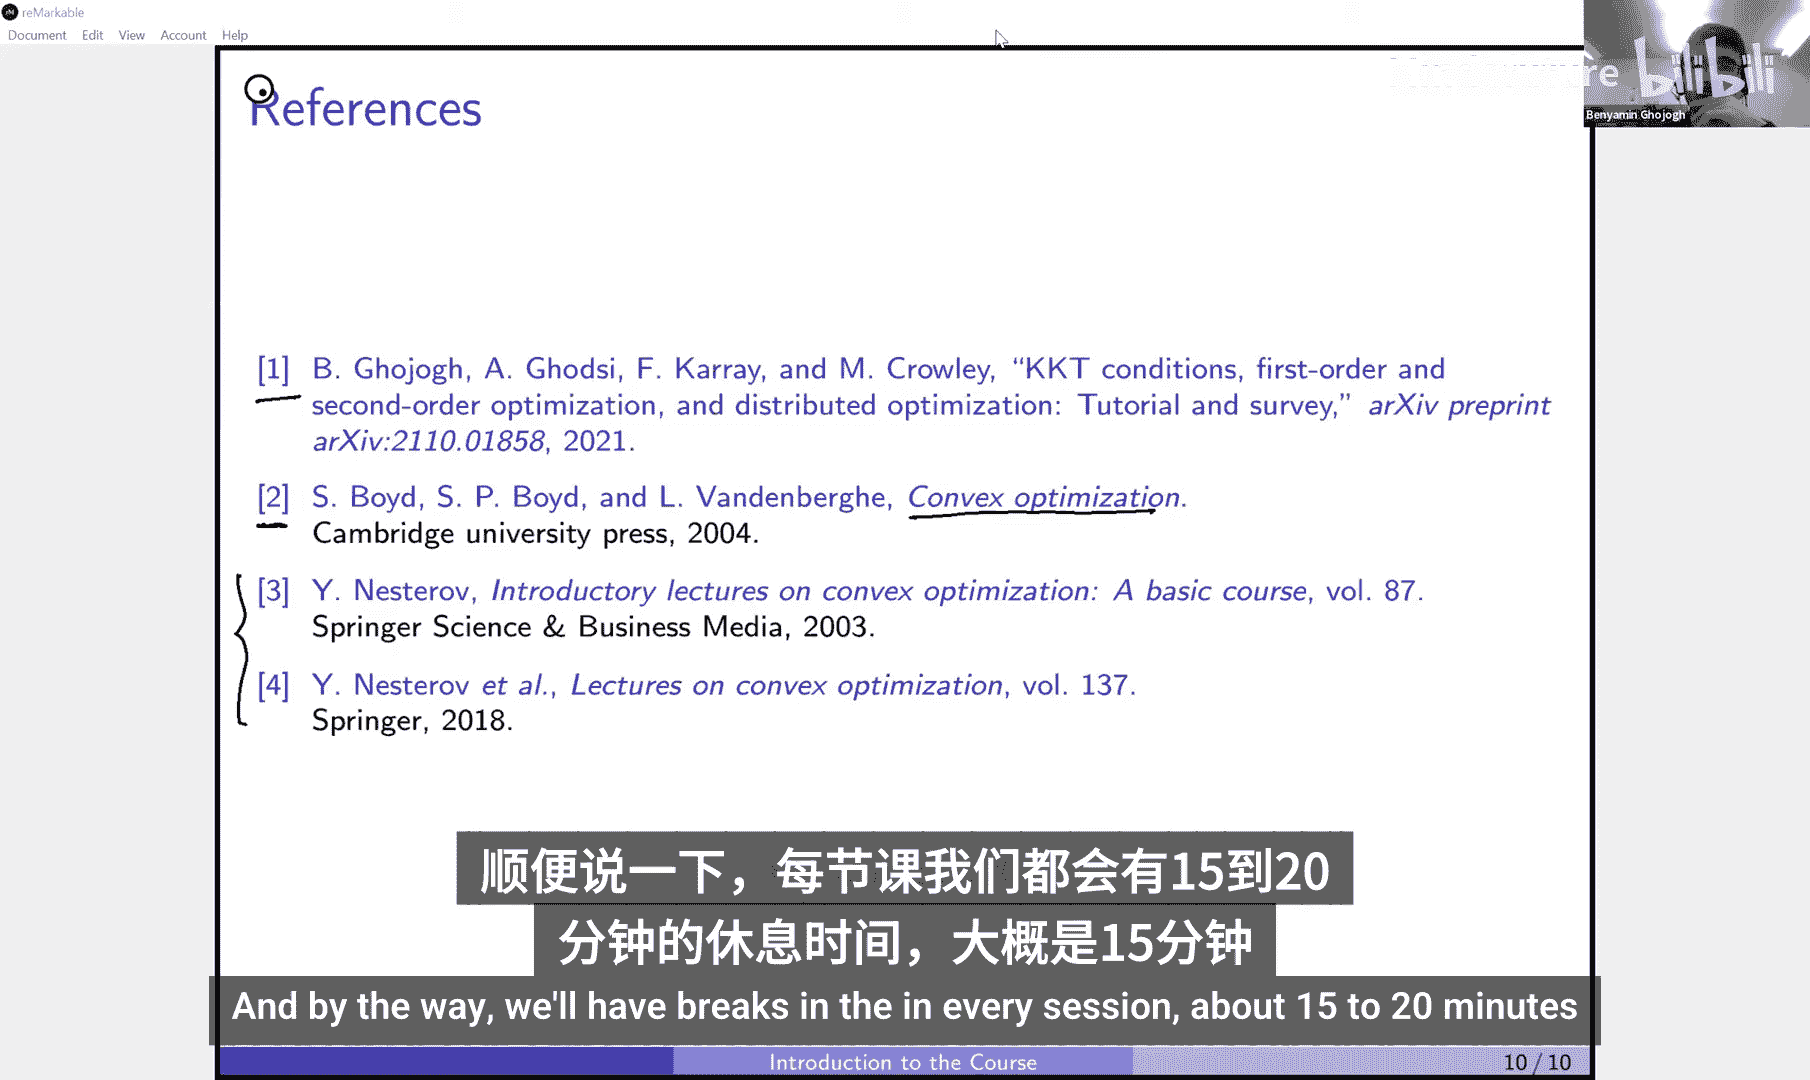 reMarkable
Document Edit View Account Help
re bilibili
Benyamin Ghojogh
References
[1] B. Ghojogh, A. Ghodsi, F. Karray, and M. Crowley, “KKT conditions, first-order and
second-order optimization, and distributed optimization: Tutorial and survey,” arXiv preprint
arXiv:2110.01858, 2021.
[2] S. Boyd, S. P. Boyd, and L. Vandenberghe, Convex optimization.
Cambridge university press, 2004.
[3] Y. Nesterov, Introductory lectures on convex optimization: A basic course, vol. 87.
Springer Science & Business Media, 2003.
[4] Y. Nesterov et al., Lectures on convex optimization, vol. 137.
Springer, 2018.
顺便说一下，每节课我们都会有15到20
分钟的休息时间，大概是15分钟
And by the way, we'll have breaks in the in every session, about 15 to 20 minutes
Introduction to the Course
10 / 10